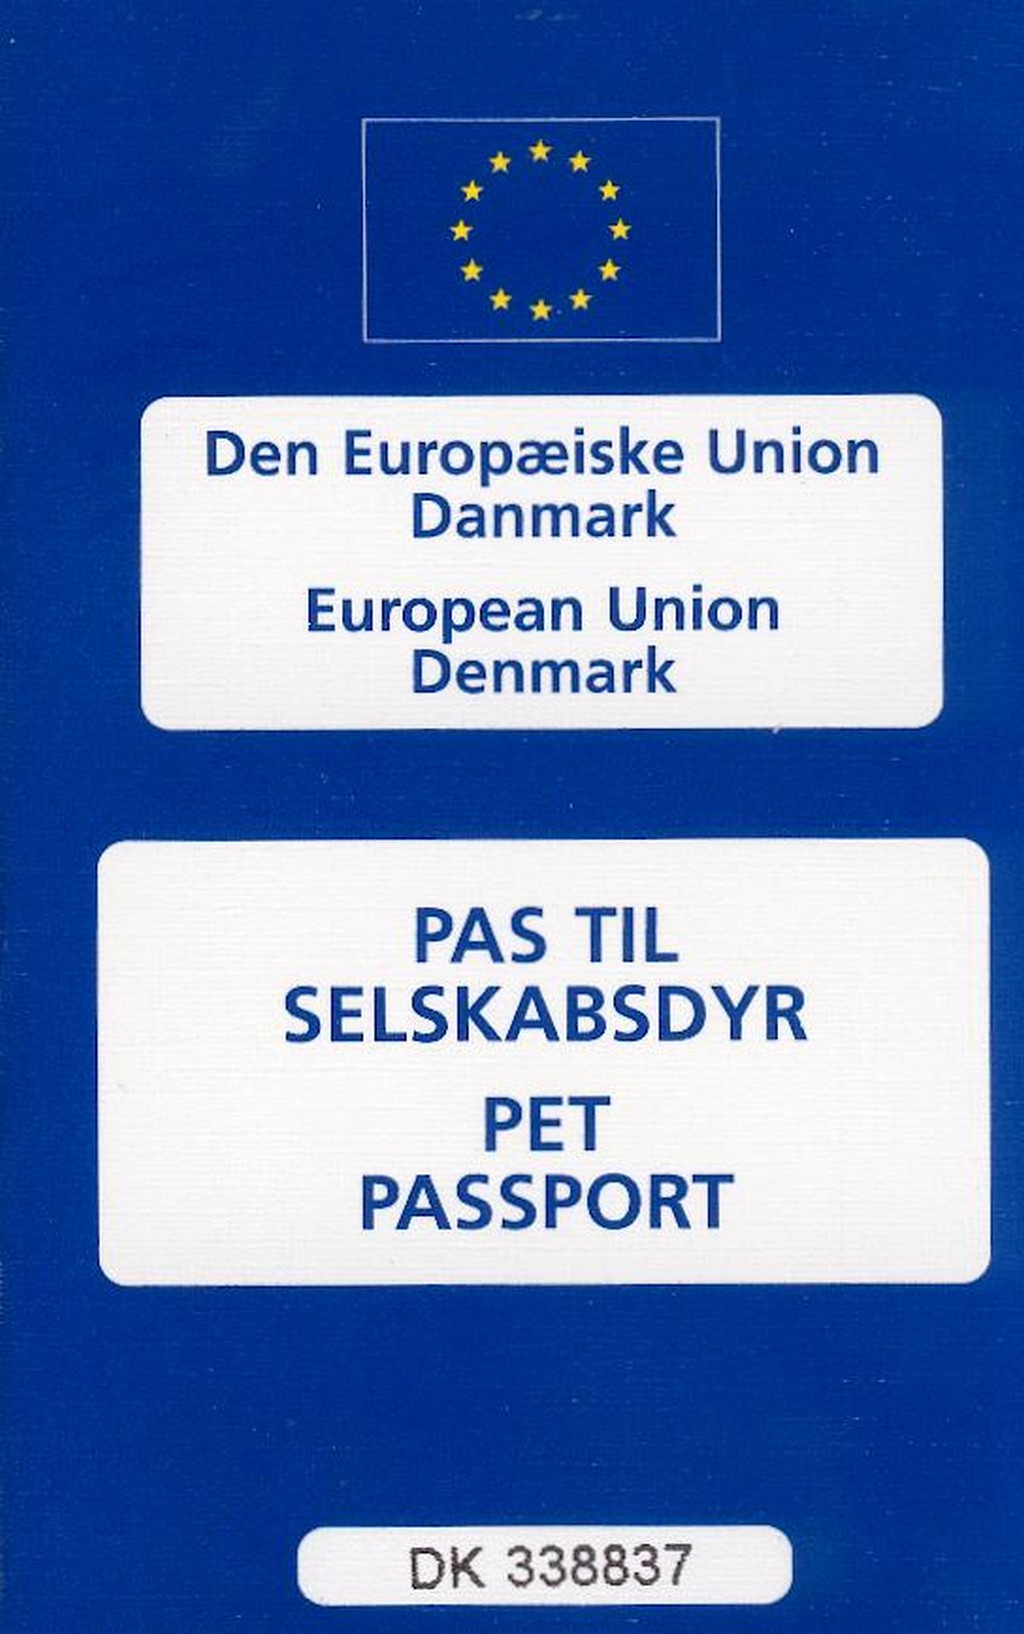 Den Europæiske Union
Danmark
European Union
Denmark
PAS TIL
SELSKABSDYR
PET
PASSPORT
DK 338837